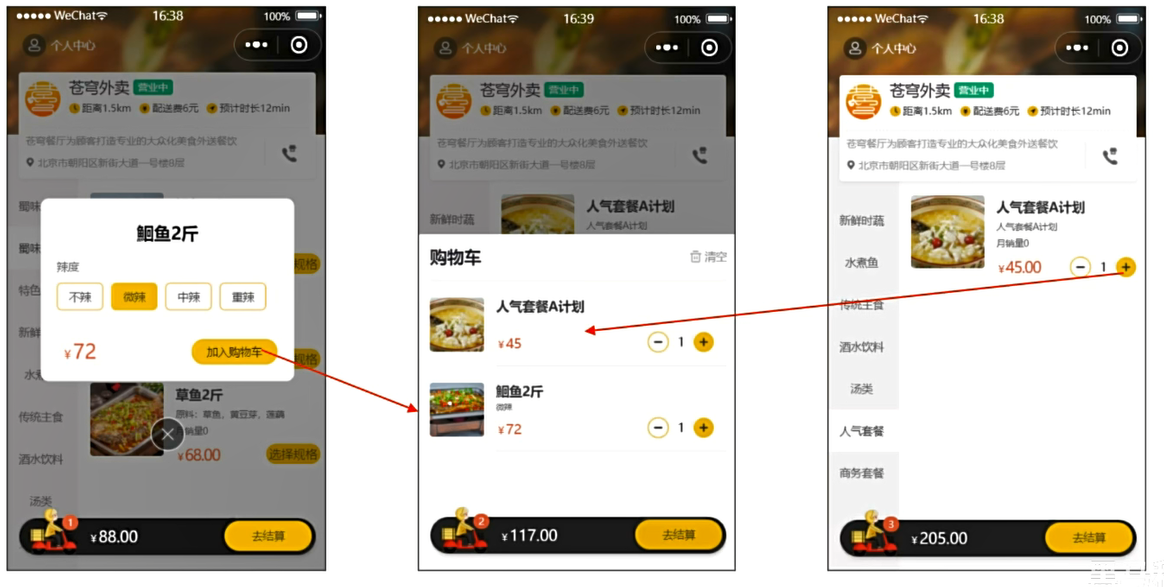 ●●●●● WeChat 16:38 100%
个人中心
苍穹外卖 营业中
距离1.5km 配送费6元 预计时长12min
苍穹餐厅为顾客打造专业的大众化美食外送餐饮
北京市朝阳区新街大道一号楼8层
蜀味
鮰鱼2斤
辣度
蜀味
规格
不辣 微辣 中辣 重辣
特色
新鲜
¥72 加入购物车
规格
草鱼2斤
原料：草鱼，黄豆芽，莲藕
传统主食
销量0
¥68.00 选择规格
酒水饮料
汤类
1
¥88.00 去结算
●●●●● WeChat 16:39 100%
个人中心
苍穹外卖 营业中
距离1.5km 配送费6元 预计时长12min
苍穹餐厅为顾客打造专业的大众化美食外送餐饮
北京市朝阳区新街大道一号楼8层
新鲜时蔬
人气套餐A计划
人气套餐A计划
购物车 清空
人气套餐A计划
¥45 1
鮰鱼2斤
微辣
¥72 1
2
¥117.00 去结算
●●●●● WeChat 16:38 100%
个人中心
苍穹外卖 营业中
距离1.5km 配送费6元 预计时长12min
苍穹餐厅为顾客打造专业的大众化美食外送餐饮
北京市朝阳区新街大道一号楼8层
新鲜时蔬
水煮鱼
传统主食
酒水饮料
汤类
人气套餐
商务套餐
人气套餐A计划
人气套餐A计划
月销量0
¥45.00 1
3
¥205.00 去结算